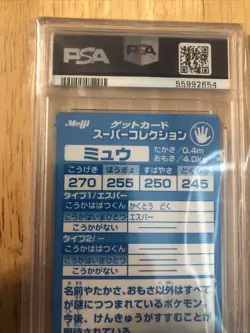 PSA
PSA
55992654
Meiji
ゲットカード
スーパーコレクション
ミュウ
たかさ/0.4m
おもさ/4.0kg
こうげき ぼうぎょ すばやさ とくしゅ
270 255 250 245
タイプ1/エスパー
こうかはばつぐん かくとう どく
こうかはいまひとつ エスパー
こうかがない
タイプ2/ー
こうかはばつぐん
こうかはいまひとつ
こうかがない
名前やたかさ、おもさ以外はすべて
が謎につつまれているポケモン。
今後、けんきゅうがすすむことが
期待されている